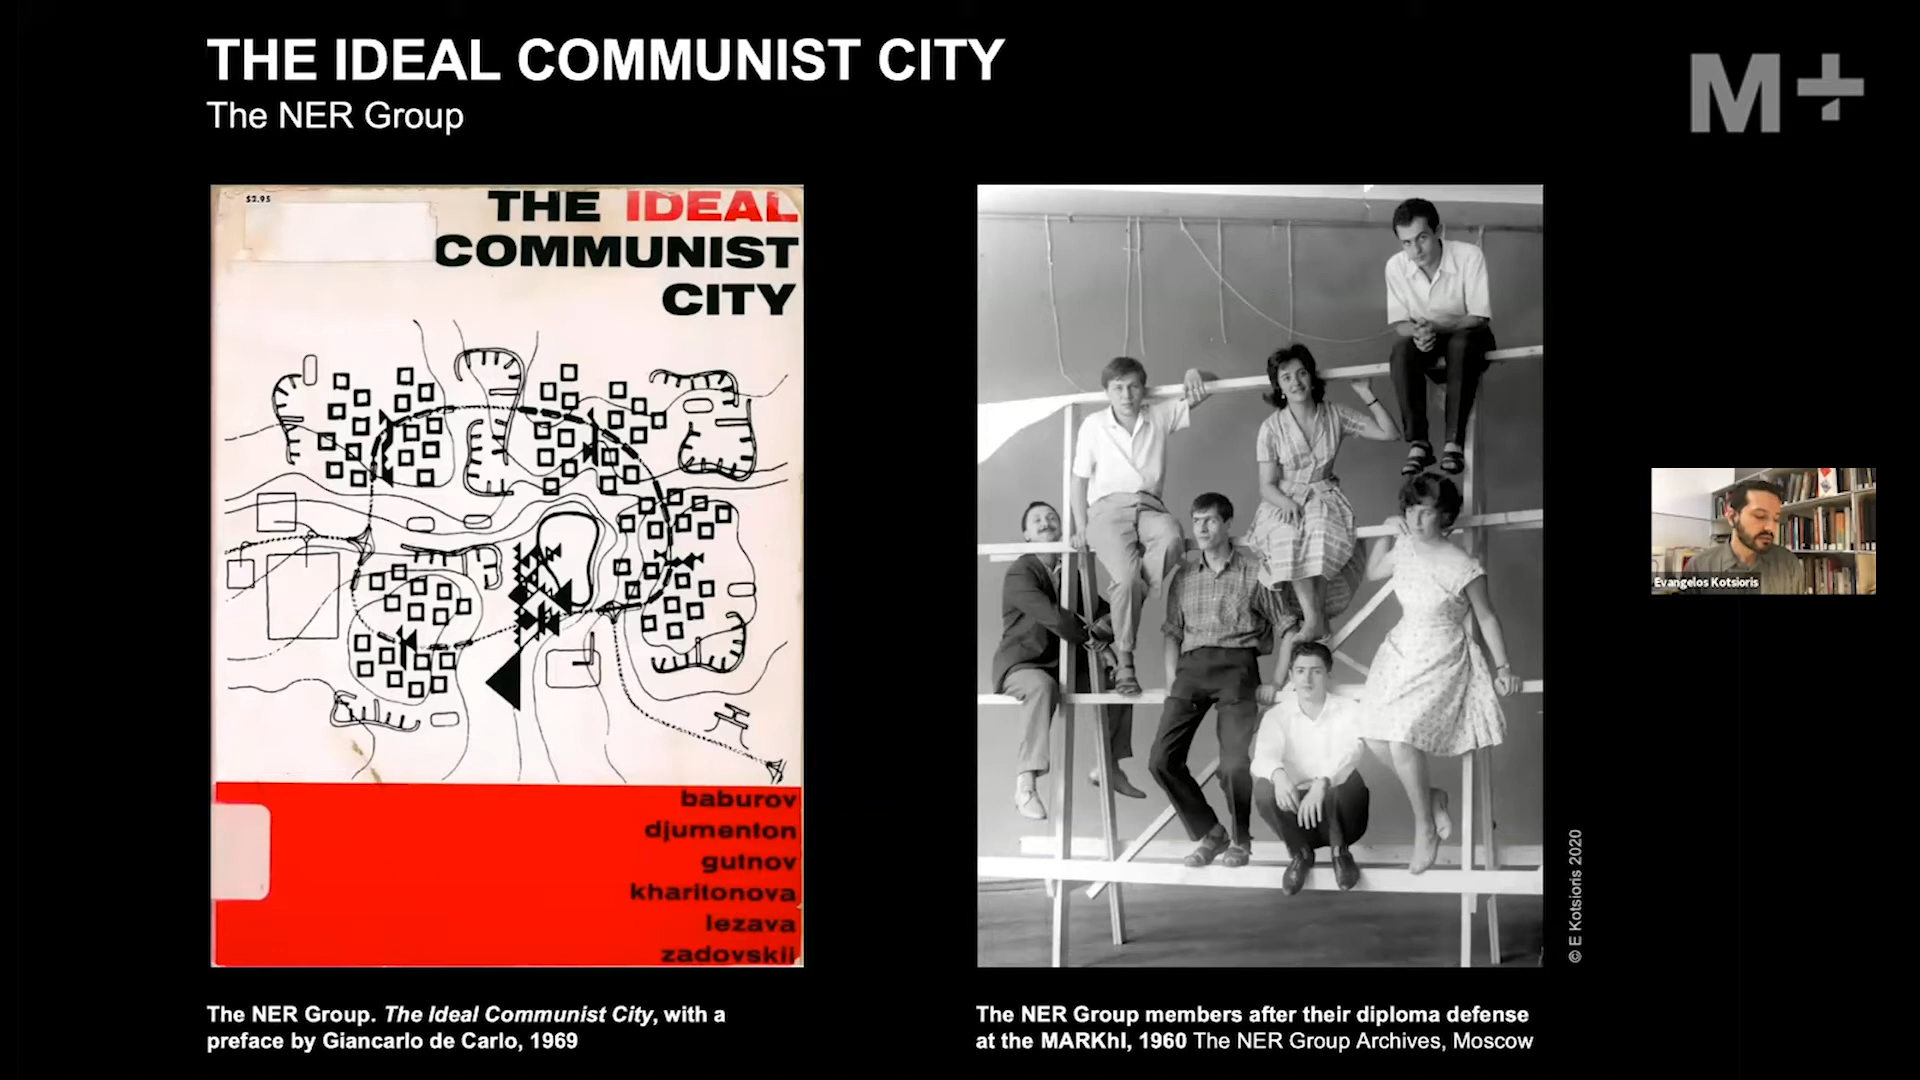 THE IDEAL COMMUNIST CITY
The NER Group
M+
$2.95
THE IDEAL
COMMUNIST
CITY
baburov
djumenton
gutnov
kharitonova
lezava
zadovskii
The NER Group. The Ideal Communist City, with a
preface by Giancarlo de Carlo, 1969
The NER Group members after their diploma defense
at the MARKhI, 1960 The NER Group Archives, Moscow
© E Kotsioris 2020
Evangelos Kotsioris